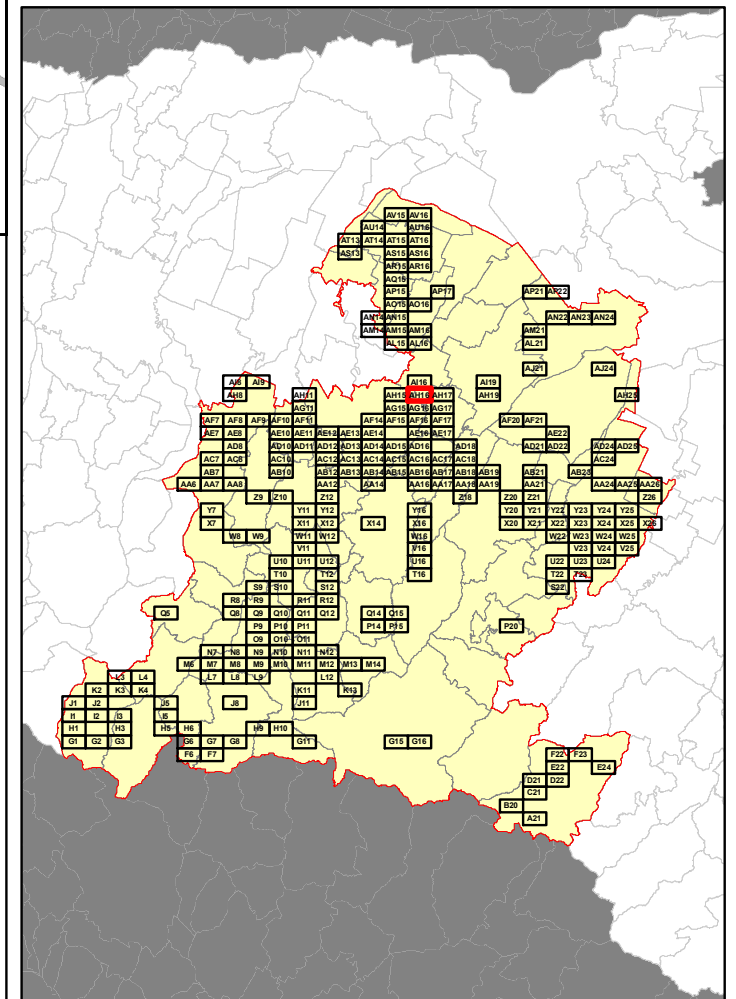 AV15 AV16
AU14 AU16
AT13 AT14 AT15 AT16
AS13 AS15 AS16
AR15 AR16
AQ15
AP15 AP17 AP21 AP22
AO15 AO16
AN14 AN15 AN22 AN23 AN24
AM14 AM15 AM16 AM21
AL15 AL16 AL21
AJ21 AJ24
AI8 AI9 AI16 AI19
AH8 AH11 AH15 AH16 AH17 AH19 AH25
AG11 AG15 AG16 AG17
AF7 AF8 AF9 AF10 AF11 AF14 AF15 AF16 AF17 AF20 AF21
AE7 AE8 AE10 AE11 AE12 AE13 AE14 AE16 AE17 AE22
AD8 AD10 AD11 AD12 AD13 AD14 AD15 AD16 AD18 AD21 AD22 AD24 AD25
AC7 AC8 AC10 AC12 AC13 AC14 AC15 AC16 AC17 AC18 AC24
AB7 AB10 AB12 AB13 AB14 AB15 AB16 AB17 AB18 AB19 AB21 AB23
AA6 AA7 AA8 AA12 AA14 AA16 AA17 AA18 AA19 AA21 AA24 AA25 AA26
Z9 Z10 Z12 Z18 Z20 Z21 Z26
Y7 Y11 Y12 Y16 Y20 Y21 Y22 Y23 Y24 Y25
X7 X11 X12 X14 X16 X20 X21 X22 X23 X24 X25 X26
W8 W9 W11 W12 W16 W22 W23 W24 W25
V11 V16 V23 V24 V25
U10 U11 U12 U16 U22 U23 U24
T10 T12 T16 T22 T23
S9 S10 S12 S22
R8 R9 R11 R12
Q5 Q8 Q9 Q10 Q11 Q12 Q14 Q15
P9 P10 P11 P14 P15 P20
O9 O10 O11
N7 N8 N9 N10 N11 N12
M6 M7 M8 M9 M10 M11 M12 M13 M14
L3 L4 L7 L8 L9 L12
K2 K3 K4 K11 K13
J1 J2 J5 J8 J11
I1 I2 I3 I5
H1 H3 H5 H6 H9 H10
G1 G2 G3 G6 G7 G8 G11 G15 G16
F6 F7 F22 F23
E22 E24
D21 D22
C21
B20
A21